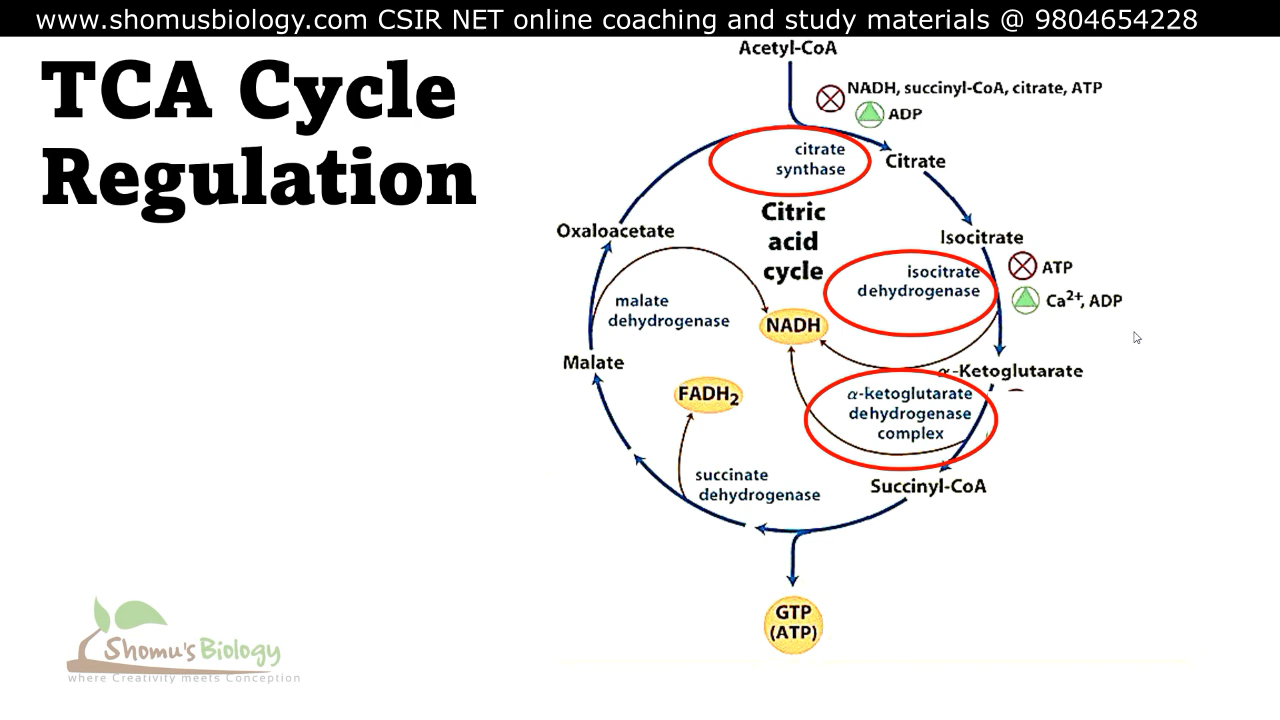 www.shomusbiology.com CSIR NET online coaching and study materials @ 9804654228
TCA Cycle
Regulation
Acetyl-CoA
NADH, succinyl-CoA, citrate, ATP
ADP
citrate
synthase
Citrate
Citric
acid
cycle
Oxaloacetate
Isocitrate
isocitrate
dehydrogenase
ATP
Ca²⁺, ADP
malate
dehydrogenase
NADH
Malate
α-Ketoglutarate
FADH₂
α-ketoglutarate
dehydrogenase
complex
succinate
dehydrogenase
Succinyl-CoA
GTP
(ATP)
Shomu's Biology
where Creativity meets Conception